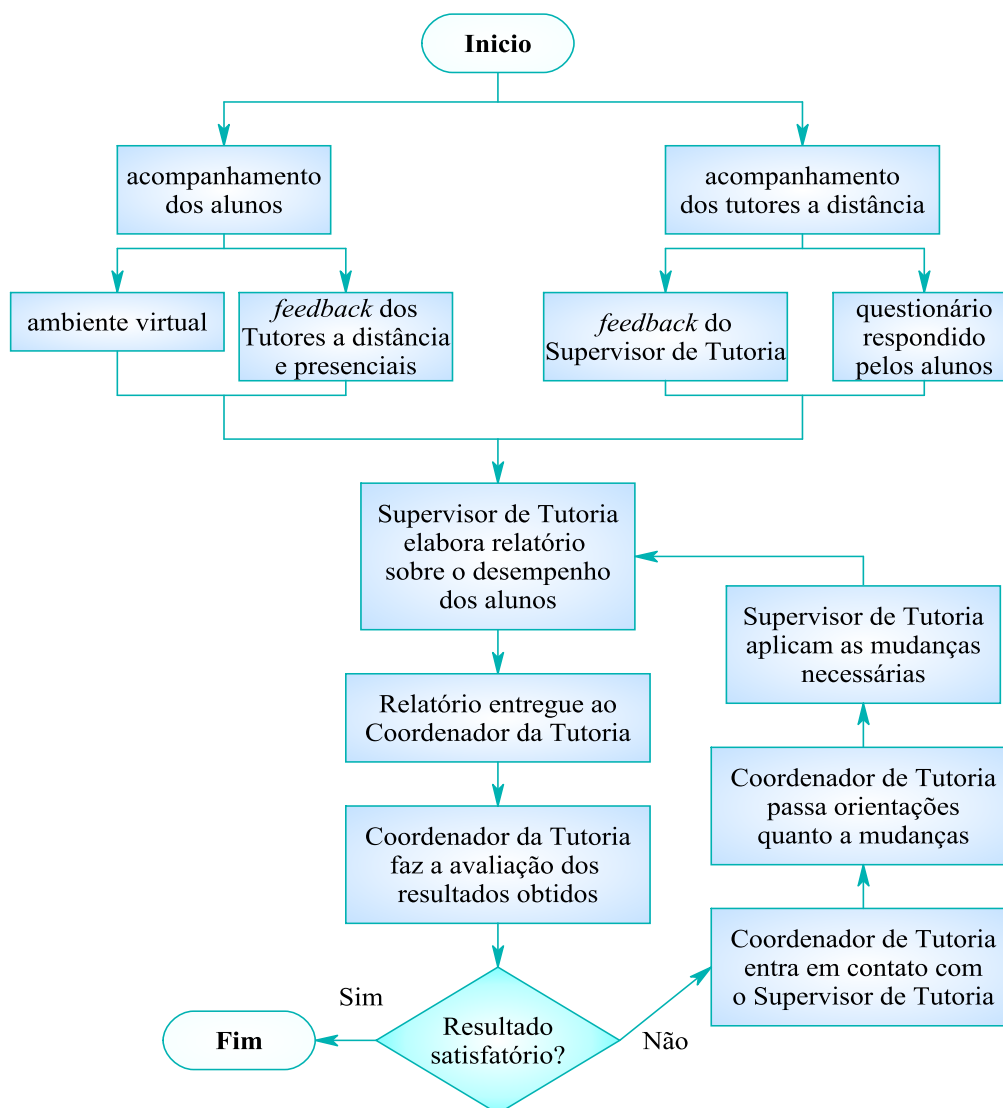 Inicio
acompanhamento
dos alunos
acompanhamento
dos tutores a distância
ambiente virtual
feedback dos
Tutores a distância
e presenciais
feedback do
Supervisor de Tutoria
questionário
respondido
pelos alunos
Supervisor de Tutoria
elabora relatório
sobre o desempenho
dos alunos
Relatório entregue ao
Coordenador da Tutoria
Coordenador da Tutoria
faz a avaliação dos
resultados obtidos
Resultado
satisfatório?
Sim
Fim
Não
Coordenador de Tutoria
entra em contato com
o Supervisor de Tutoria
Coordenador de Tutoria
passa orientações
quanto a mudanças
Supervisor de Tutoria
aplicam as mudanças
necessárias